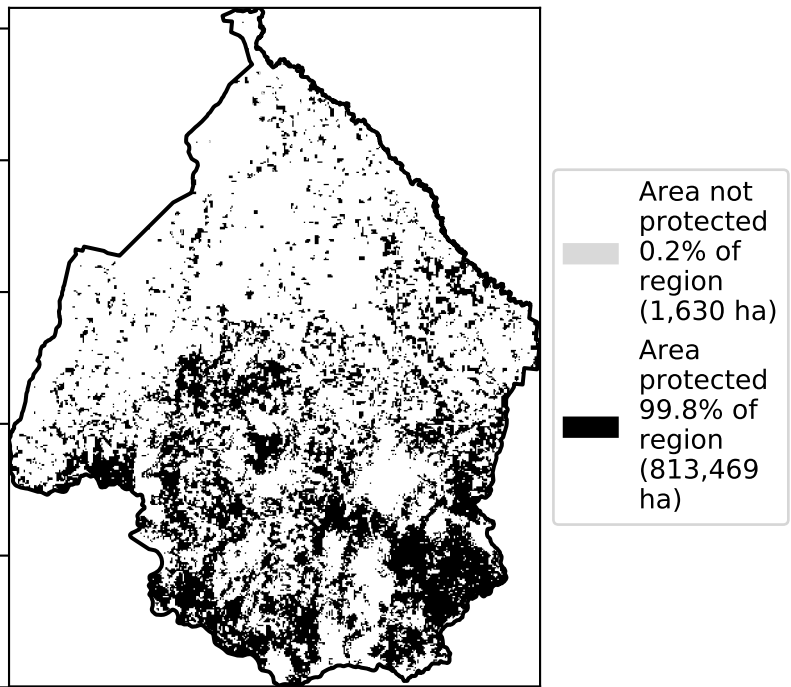 Area not
protected
0.2% of
region
(1,630 ha)
Area
protected
99.8% of
region
(813,469
ha)